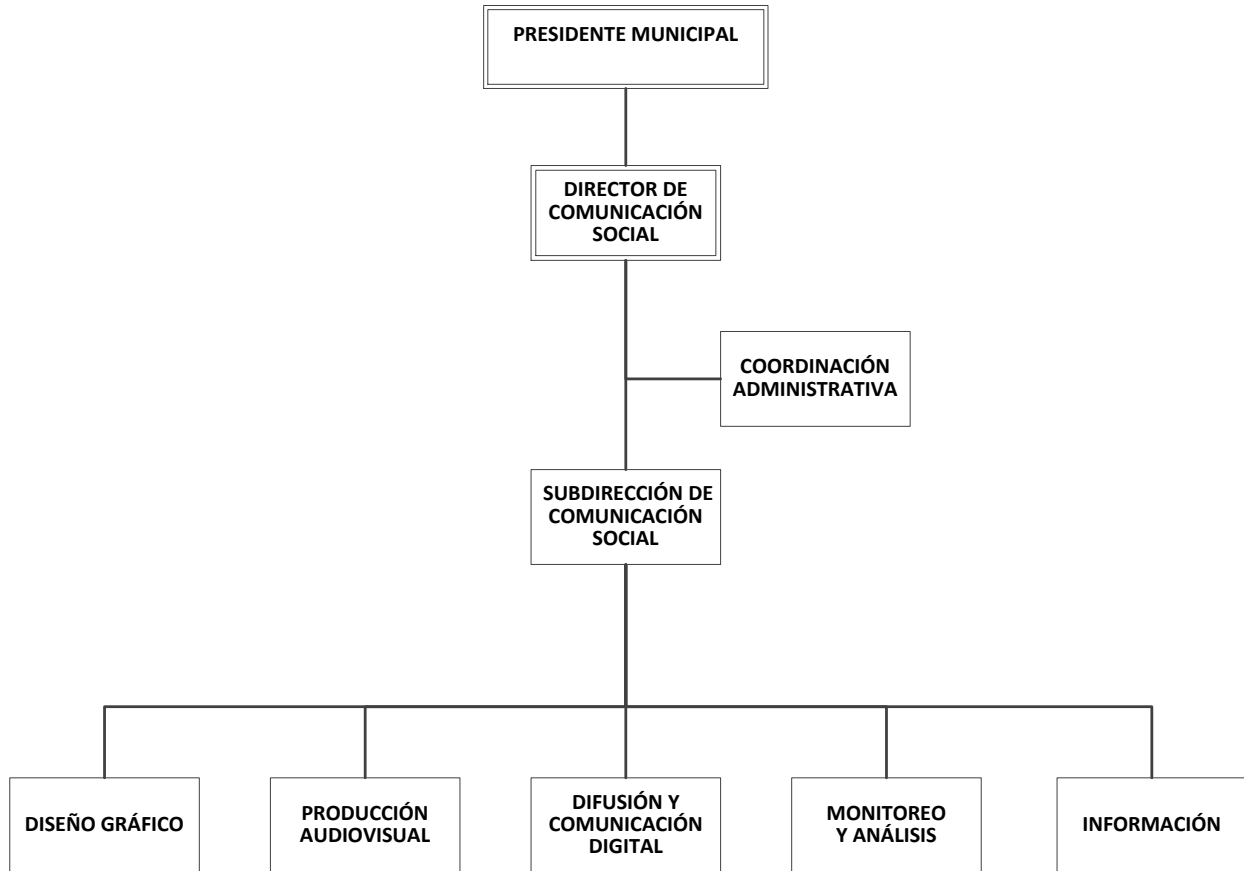 PRESIDENTE MUNICIPAL
DIRECTOR DE
COMUNICACIÓN
SOCIAL
COORDINACIÓN
ADMINISTRATIVA
SUBDIRECCIÓN DE
COMUNICACIÓN
SOCIAL
DISEÑO GRÁFICO
PRODUCCIÓN
AUDIOVISUAL
DIFUSIÓN Y
COMUNICACIÓN
DIGITAL
MONITOREO
Y ANÁLISIS
INFORMACIÓN